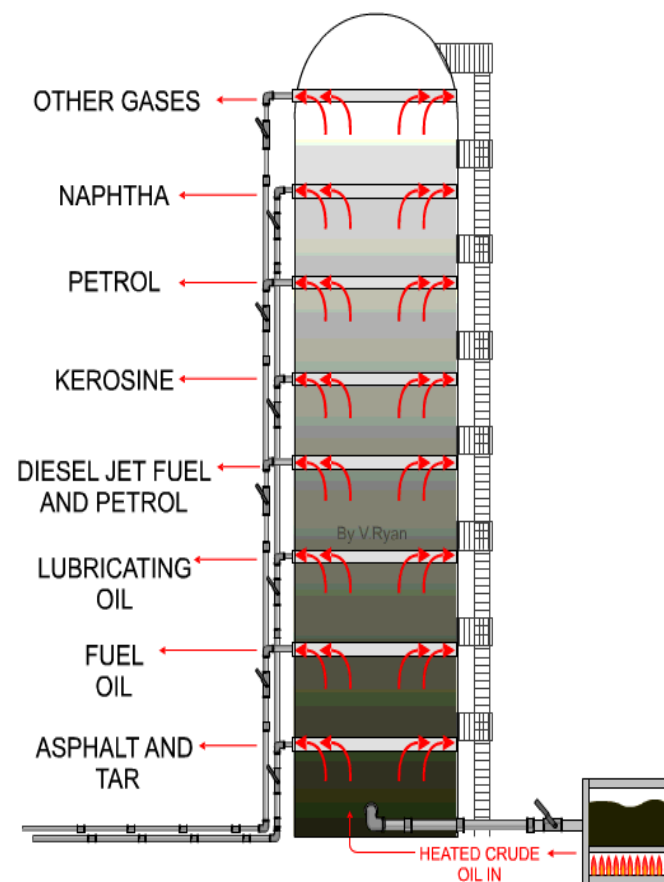 OTHER GASES
NAPHTHA
PETROL
KEROSINE
DIESEL JET FUEL
AND PETROL
By V.Ryan
LUBRICATING
OIL
FUEL
OIL
ASPHALT AND
TAR
HEATED CRUDE
OIL IN